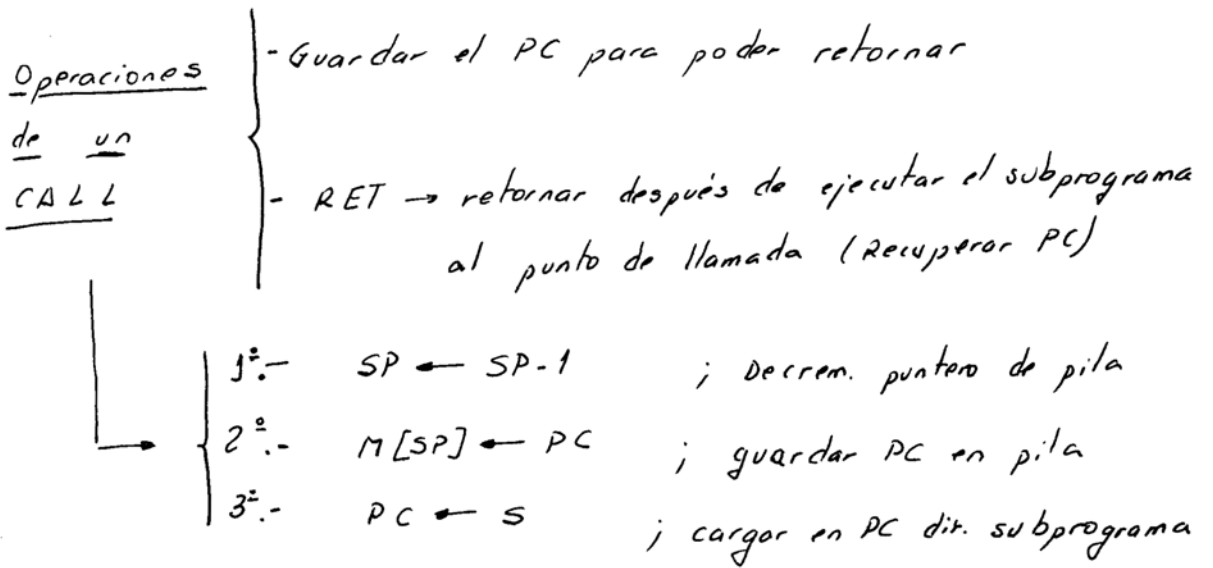 Operaciones
de un
CALL
- Guardar el PC para poder retornar
- RET → retornar después de ejecutar el subprograma
al punto de llamada (Recuperar PC)
1º.- SP ← SP-1 ; Decrem. puntero de pila
2º.- M[SP] ← PC ; guardar PC en pila
3º.- PC ← S ; cargar en PC dir. subprograma